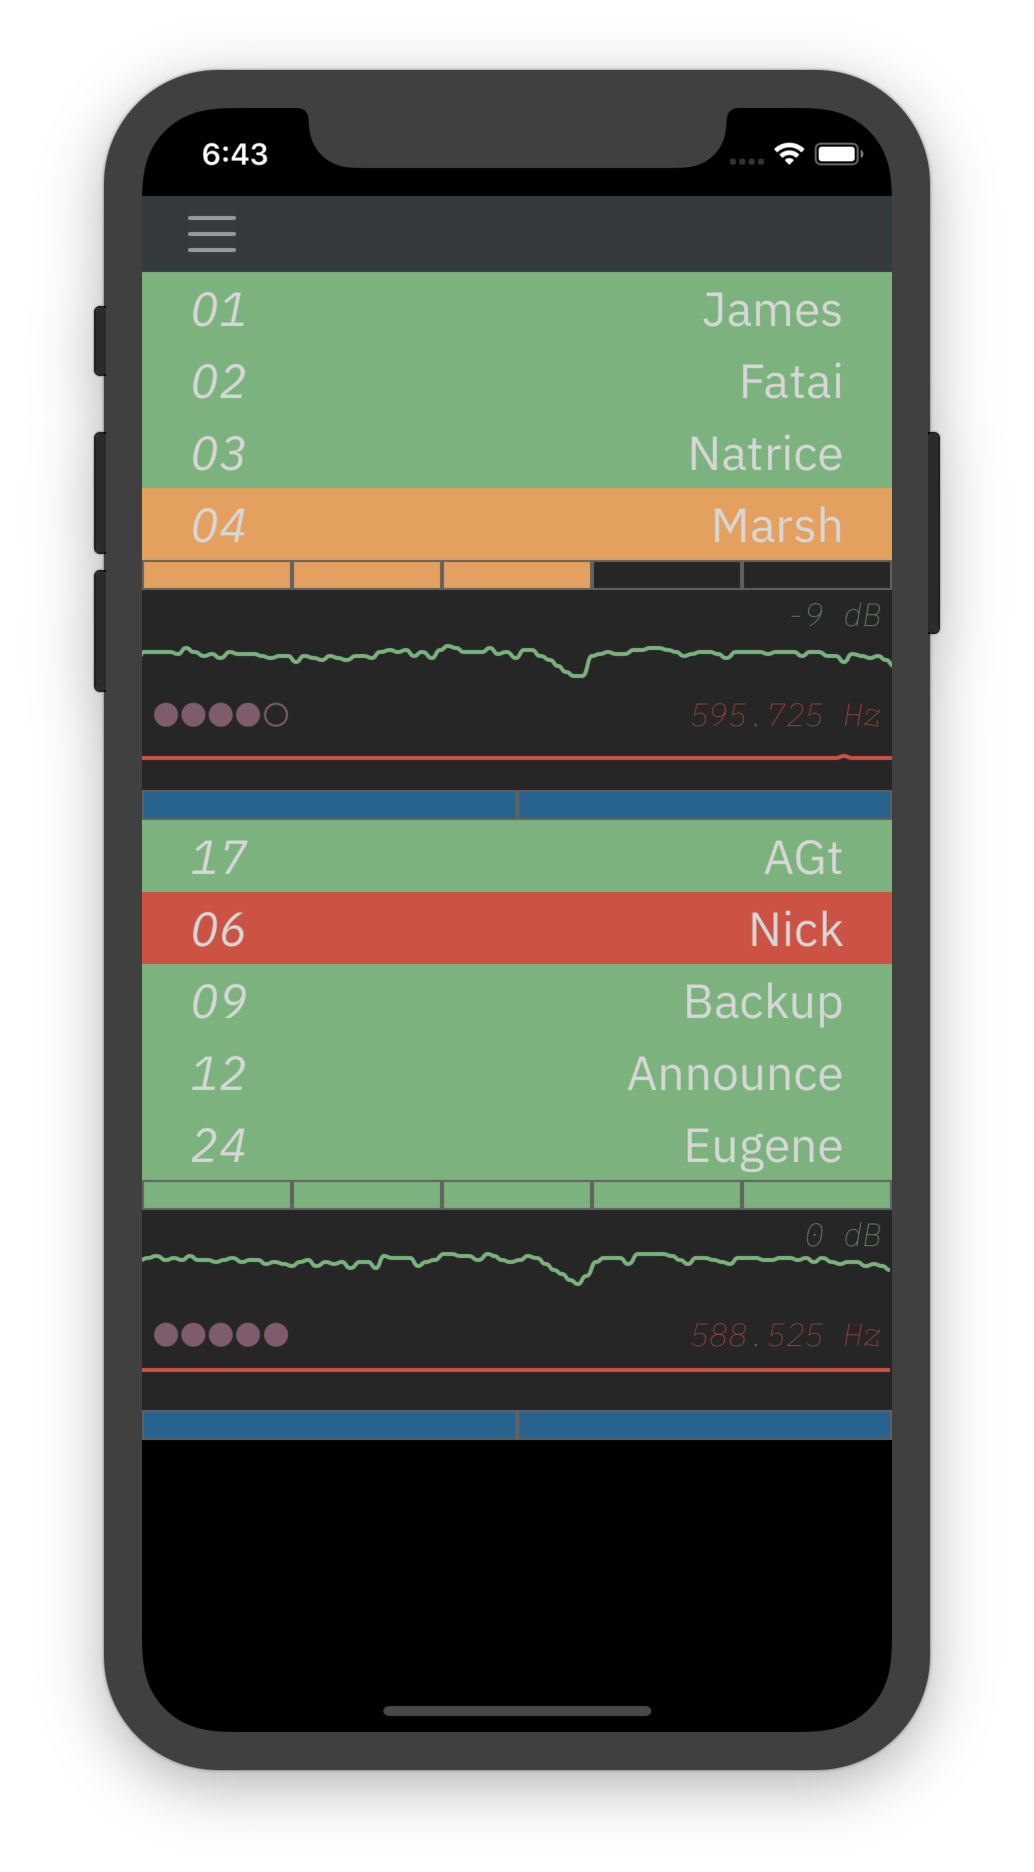 6:43
01 James
02 Fatai
03 Natrice
04 Marsh
-9 dB
595.725 Hz
17 AGt
06 Nick
09 Backup
12 Announce
24 Eugene
0 dB
588.525 Hz